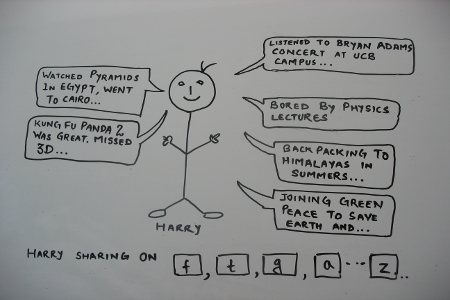 WATCHED PYRAMIDS
IN EGYPT, WENT
TO CAIRO...
KUNG FU PANDA 2
WAS GREAT. MISSED
3D...
LISTENED TO BRYAN ADAMS
CONCERT AT UCB
CAMPUS...
BORED BY PHYSICS
LECTURES
BACKPACKING TO
HIMALAYAS IN
SUMMERS...
JOINING GREEN
PEACE TO SAVE
EARTH AND...
HARRY
HARRY SHARING ON f, t, g, a --- z..